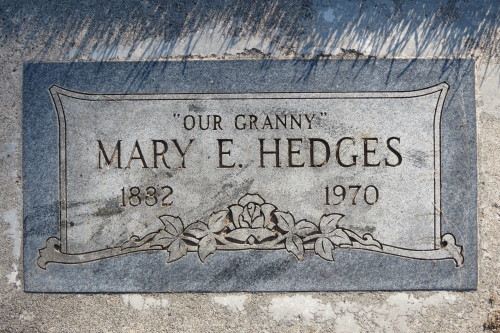 "OUR GRANNY"
MARY E. HEDGES
1882 1970